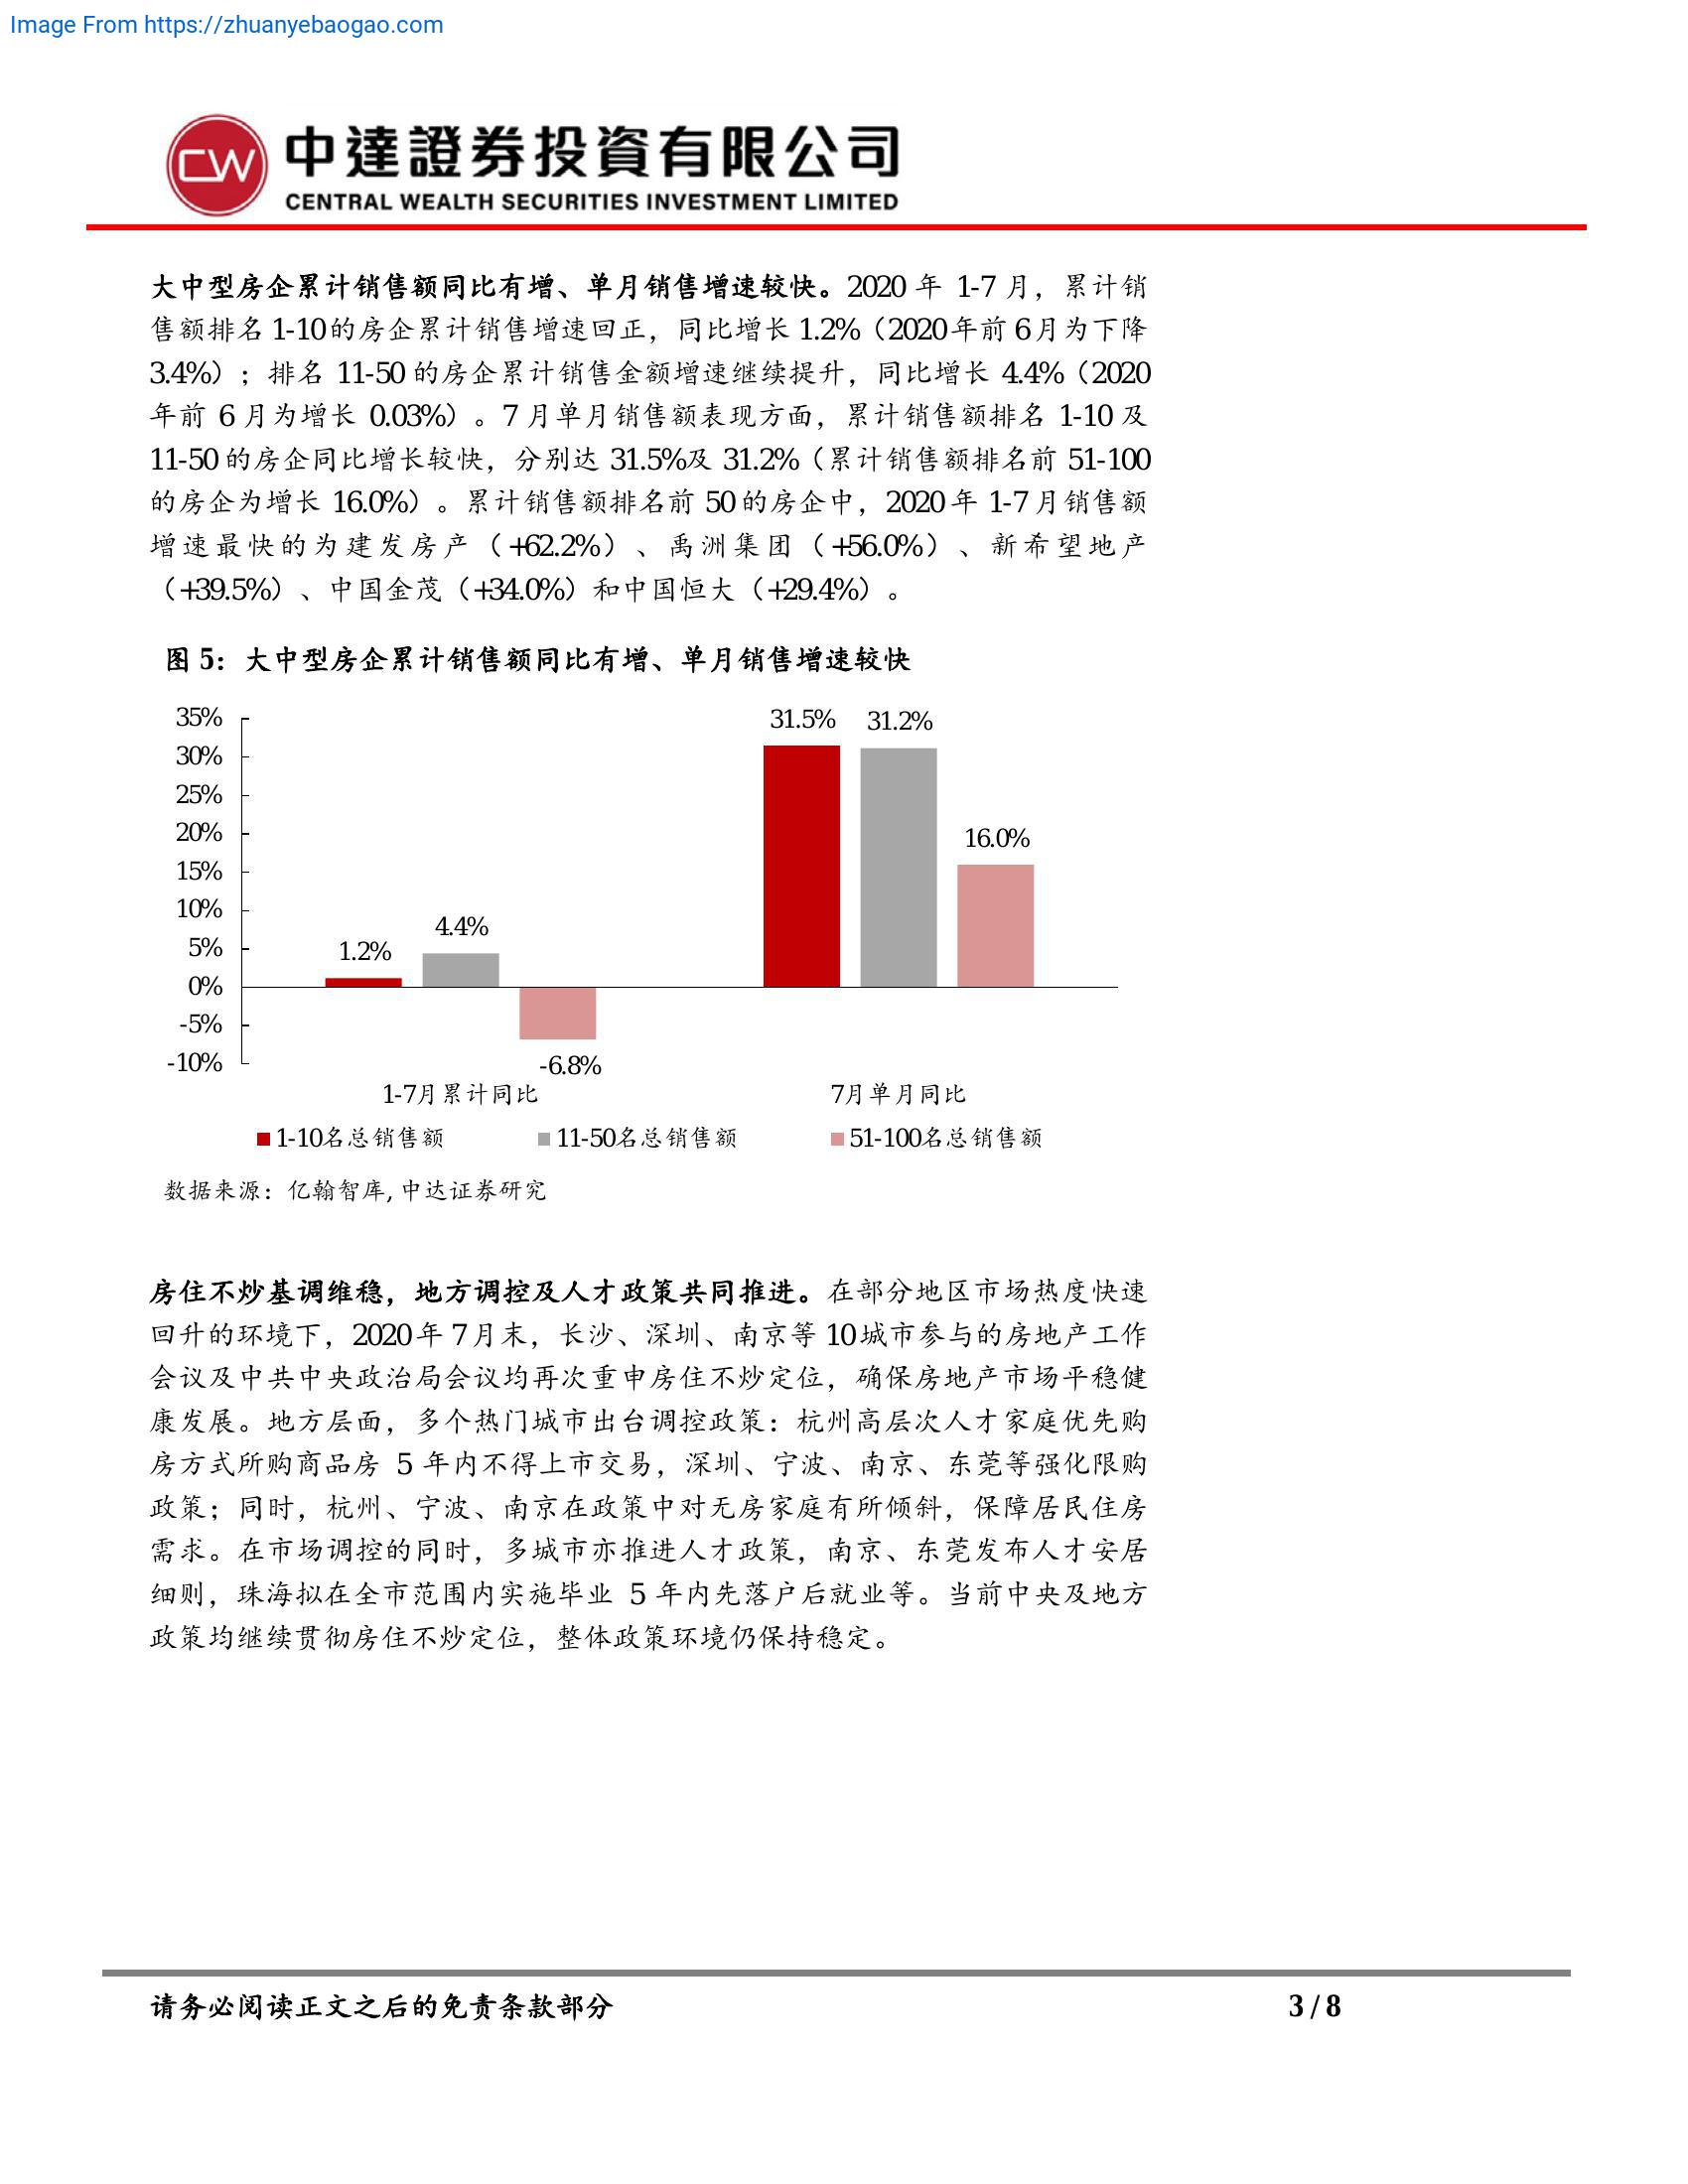 Image From https://zhuanyebaogao.com
CW
中達證券投資有限公司
CENTRAL WEALTH SECURITIES INVESTMENT LIMITED
大中型房企累计销售额同比有增、单月销售增速较快。2020 年 1-7 月，累计销
售额排名 1-10 的房企累计销售增速回正，同比增长 1.2%（2020 年前 6 月为下降
3.4%）；排名 11-50 的房企累计销售金额增速继续提升，同比增长 4.4%（2020
年前 6 月为增长 0.03%）。7 月单月销售额表现方面，累计销售额排名 1-10 及
11-50 的房企同比增长较快，分别达 31.5%及 31.2%（累计销售额排名前 51-100
的房企为增长 16.0%）。累计销售额排名前 50 的房企中，2020 年 1-7 月销售额
增速最快的为建发房产（+62.2%）、禹洲集团（+56.0%）、新希望地产
（+39.5%）、中国金茂（+34.0%）和中国恒大（+29.4%）。
图 5：大中型房企累计销售额同比有增、单月销售增速较快
35%
30%
25%
20%
15%
10%
5%
0%
-5%
-10%
1.2%
4.4%
-6.8%
31.5%
31.2%
16.0%
1-7月累计同比
7月单月同比
1-10名总销售额
11-50名总销售额
51-100名总销售额
数据来源：亿翰智库, 中达证券研究
房住不炒基调维稳，地方调控及人才政策共同推进。在部分地区市场热度快速
回升的环境下，2020 年 7 月末，长沙、深圳、南京等 10 城市参与的房地产工作
会议及中共中央政治局会议均再次重申房住不炒定位，确保房地产市场平稳健
康发展。地方层面，多个热门城市出台调控政策：杭州高层次人才家庭优先购
房方式所购商品房 5 年内不得上市交易，深圳、宁波、南京、东莞等强化限购
政策；同时，杭州、宁波、南京在政策中对无房家庭有所倾斜，保障居民住房
需求。在市场调控的同时，多城市亦推进人才政策，南京、东莞发布人才安居
细则，珠海拟在全市范围内实施毕业 5 年内先落户后就业等。当前中央及地方
政策均继续贯彻房住不炒定位，整体政策环境仍保持稳定。
请务必阅读正文之后的免责条款部分
3 / 8